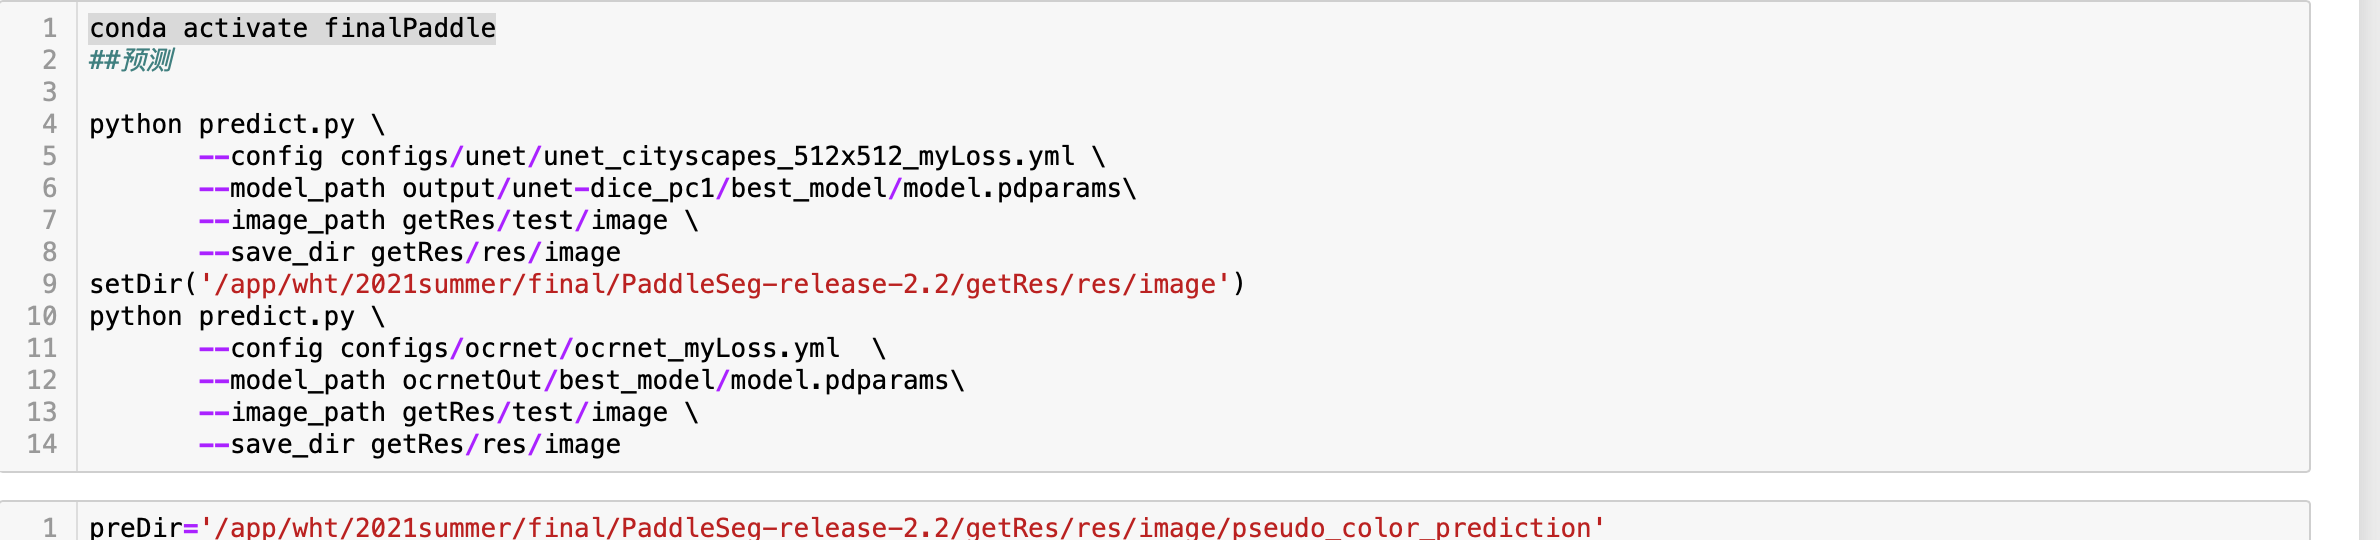 1 conda activate finalPaddle
2 ##预测
3
4 python predict.py \
5 --config configs/unet/unet_cityscapes_512x512_myLoss.yml \
6 --model_path output/unet-dice_pc1/best_model/model.pdparams\
7 --image_path getRes/test/image \
8 --save_dir getRes/res/image
9 setDir('/app/wht/2021summer/final/PaddleSeg-release-2.2/getRes/res/image')
10 python predict.py \
11 --config configs/ocrnet/ocrnet_myLoss.yml  \
12 --model_path ocrnetOut/best_model/model.pdparams\
13 --image_path getRes/test/image \
14 --save_dir getRes/res/image
1 preDir='/app/wht/2021summer/final/PaddleSeg-release-2.2/getRes/res/image/pseudo_color_prediction'